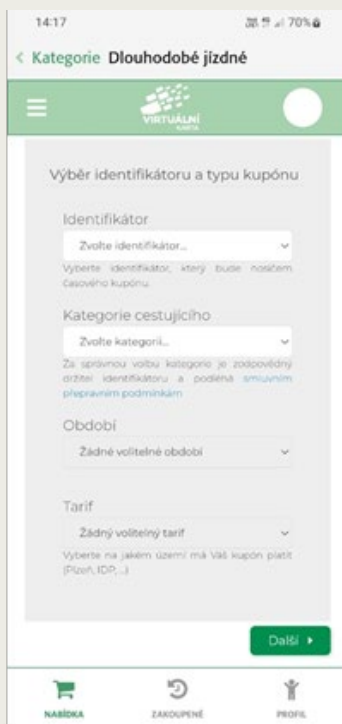 14:17
70%
Kategorie Dlouhodobé jízdné
VIRTUÁLNÍ
KARTA
Výběr identifikátoru a typu kupónu
Identifikátor
Zvolte identifikátor...
Vyberte identifikátor, který bude nosičem
časového kupónu.
Kategorie cestujícího
Zvolte kategorii...
Za správnou volbu kategorie je zodpovědný
držitel identifikátoru a podléhá smluvním
přepravním podmínkám
Období
Žádné volitelné období
Tarif
Žádný volitelný tarif
Vyberte na jakém území má Váš kupón platit
(Plzeň, IDP, ...)
Další
NABÍDKA
ZAKOUPENÉ
PROFIL